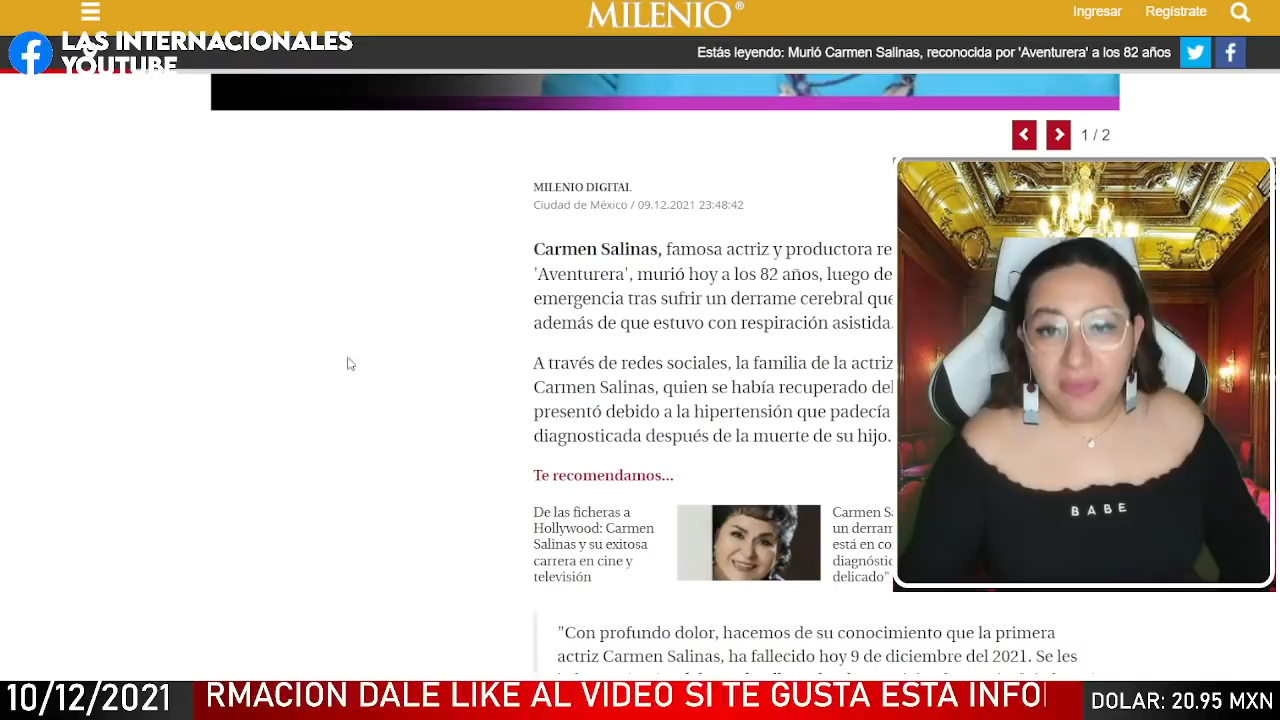 MILENIO®
Ingresar Regístrate
LAS INTERNACIONALES
YOUTUBE
Estás leyendo: Murió Carmen Salinas, reconocida por 'Aventurera' a los 82 años
1 / 2
MILENIO DIGITAL
Ciudad de México / 09.12.2021 23:48:42
Carmen Salinas, famosa actriz y productora re
'Aventurera', murió hoy a los 82 años, luego de
emergencia tras sufrir un derrame cerebral que
además de que estuvo con respiración asistida.
A través de redes sociales, la familia de la actriz
Carmen Salinas, quien se había recuperado del
presentó debido a la hipertensión que padecía
diagnosticada después de la muerte de su hijo.
Te recomendamos...
De las ficheras a
Hollywood: Carmen
Salinas y su exitosa
carrera en cine y
televisión
Carmen Sa
un derram
está en co
diagnóstic
delicado"
BABE
"Con profundo dolor, hacemos de su conocimiento que la primera
actriz Carmen Salinas, ha fallecido hoy 9 de diciembre del 2021. Se les
10/12/2021
RMACION DALE LIKE AL VIDEO SI TE GUSTA ESTA INFO
DOLAR: 20.95 MXN